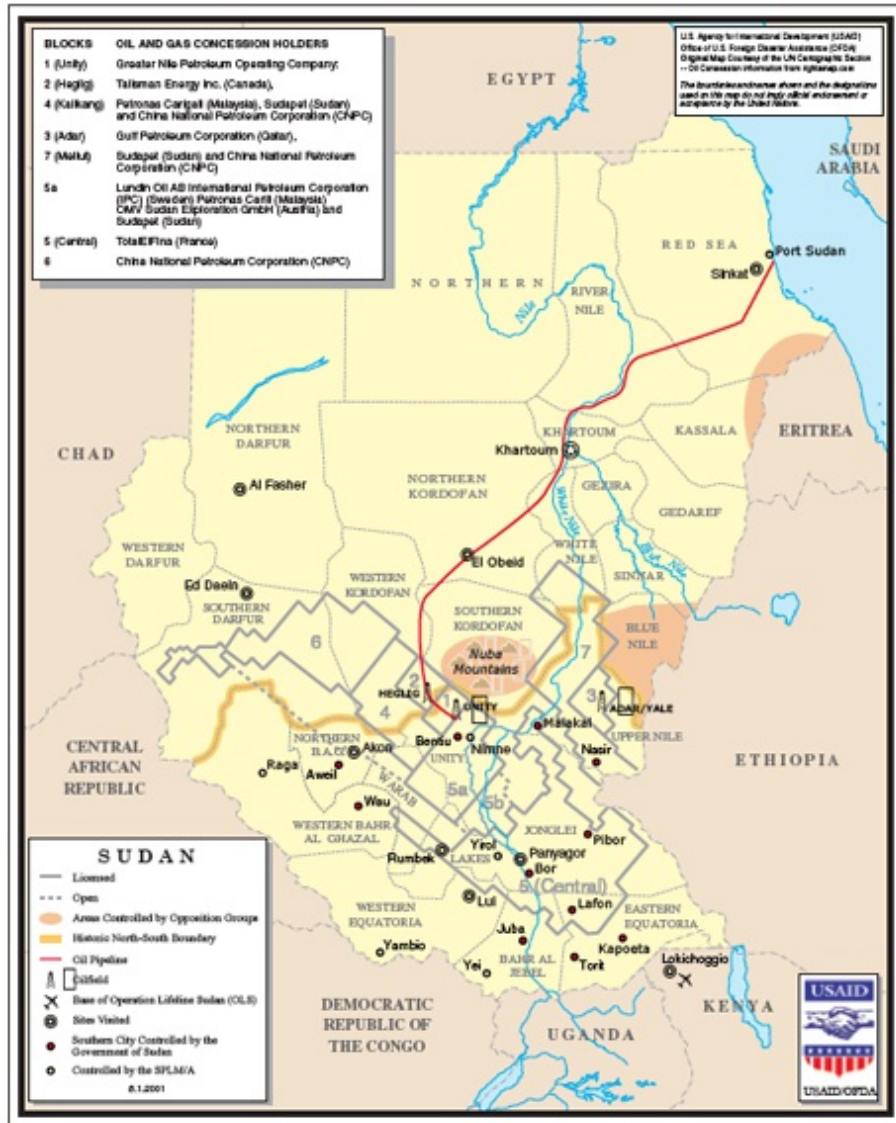 BLOCKS OIL AND GAS CONCESSION HOLDERS
1 (Unity) Greater Nile Petroleum Operating Company:
2 (Heglig) Talisman Energy Inc. (Canada),
4 (Kaikang) Petronas Carigali (Malaysia), Sudapet (Sudan)
and China National Petroleum Corporation (CNPC)
3 (Adar) Gulf Petroleum Corporation (Qatar),
7 (Mellut) Sudapet (Sudan) and China National Petroleum
Corporation (CNPC)
5a Lundin Oil AB International Petroleum Corporation
(IPC) (Sweden) Petronas Carili (Malaysia)
OMV Sudan Exploration GmbH (Austria) and
Sudapet (Sudan)
5 (Central) TotalElFina (France)
6 China National Petroleum Corporation (CNPC)
U.S. Agency for International Development (USAID)
Office of U.S. Foreign Disaster Assistance (OFDA)
Original Map Courtesy of the UN Cartographic Section
-- Oil Concession information from rightsmap.com
The boundaries and names shown and the designations
used on this map do not imply official endorsement or
acceptance by the United Nations.
EGYPT
SAUDI
ARABIA
RED SEA
Port Sudan
Sinkat
NORTHERN
Nile
RIVER
NILE
CHAD
NORTHERN
DARFUR
KHARTOUM
Khartoum
KASSALA
ERITREA
Al Fasher
NORTHERN
KORDOFAN
GEZIRA
White Nile
GEDAREF
WESTERN
DARFUR
El Obeid
WHITE
NILE
Nile
SINNAR
Ed Daein
SOUTHERN
DARFUR
WESTERN
KORDOFAN
SOUTHERN
KORDOFAN
BLUE
NILE
6
7
Nuba
Mountains
2
HEGLIG
1
UNITY
3
ADAR/YALE
4
Malakal
UPPER NILE
CENTRAL
AFRICAN
REPUBLIC
NORTHERN
Akon
Bentiu
Nimne
UNITY
Nasir
ETHIOPIA
Raga
Aweil
WARAB
5a
5b
Wau
WESTERN BAHR
AL GHAZAL
JONGLEI
Pibor
Rumbek
LAKES
Yirol
Panyagor
Bor
5 (Central)
Lui
Lafon
WESTERN
EQUATORIA
EASTERN
EQUATORIA
Juba
Kapoeta
Yambio
Yei
BAHR AL
JEBEL
Torit
Lokichoggio
DEMOCRATIC
REPUBLIC OF
THE CONGO
UGANDA
KENYA
SUDAN
Licensed
Open
Areas Controlled by Opposition Groups
Historic North-South Boundary
Oil Pipeline
Oilfield
Base of Operation Lifeline Sudan (OLS)
Sites Visited
Southern City Controlled by the
Government of Sudan
Controlled by the SPLM/A
8.1.2001
USAID
USAID/OFDA